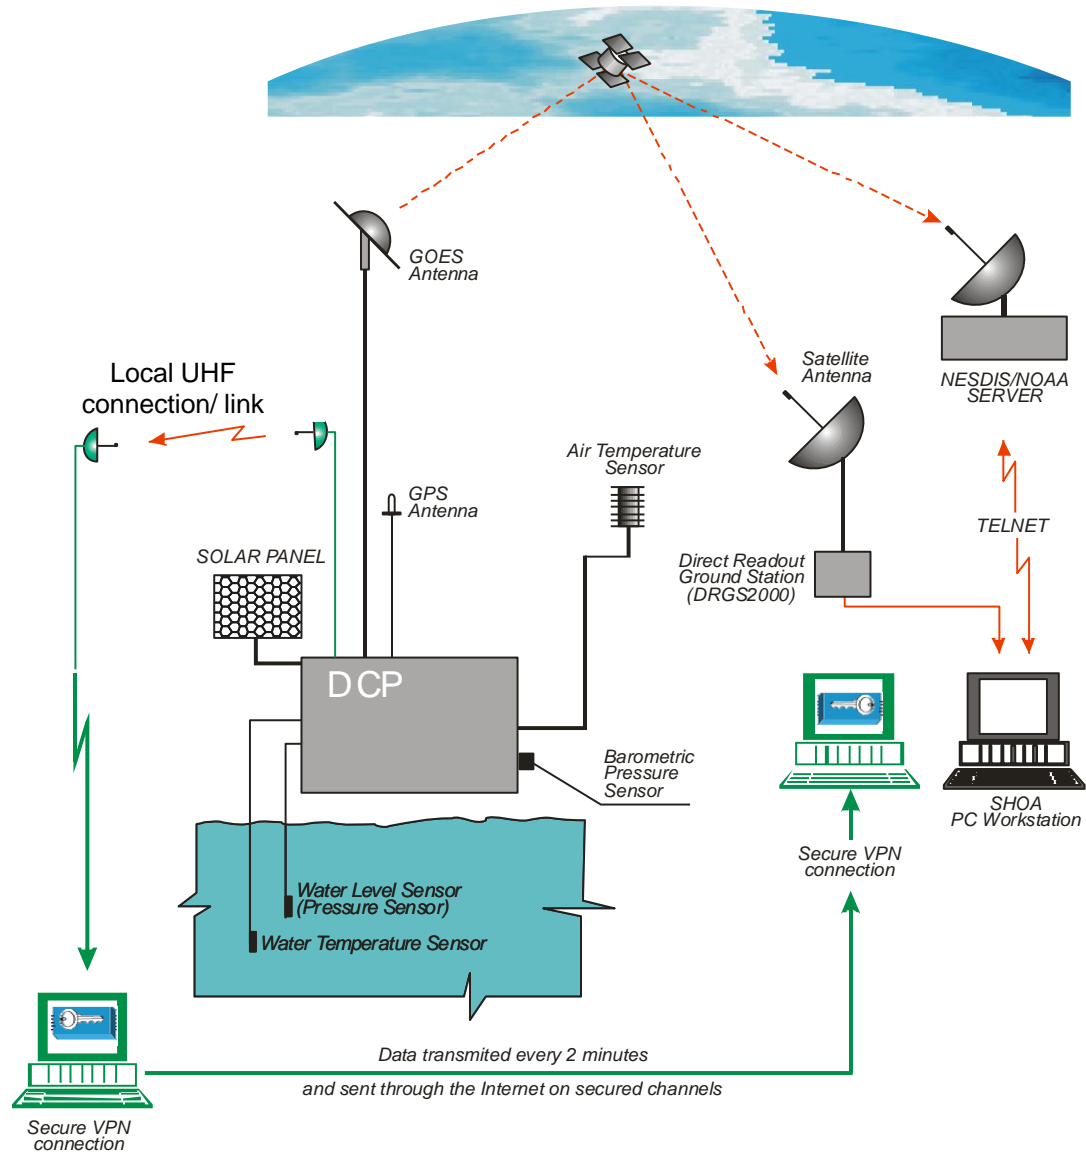 GOES
Antenna
Local UHF
connection/ link
Satellite
Antenna
NESDIS/NOAA
SERVER
Air Temperature
Sensor
GPS
Antenna
TELNET
SOLAR PANEL
Direct Readout
Ground Station
(DRGS2000)
DCP
Barometric
Pressure
Sensor
SHOA
PC Workstation
Secure VPN
connection
Water Level Sensor
(Pressure Sensor)
Water Temperature Sensor
Data transmited every 2 minutes
and sent through the Internet on secured channels
Secure VPN
connection